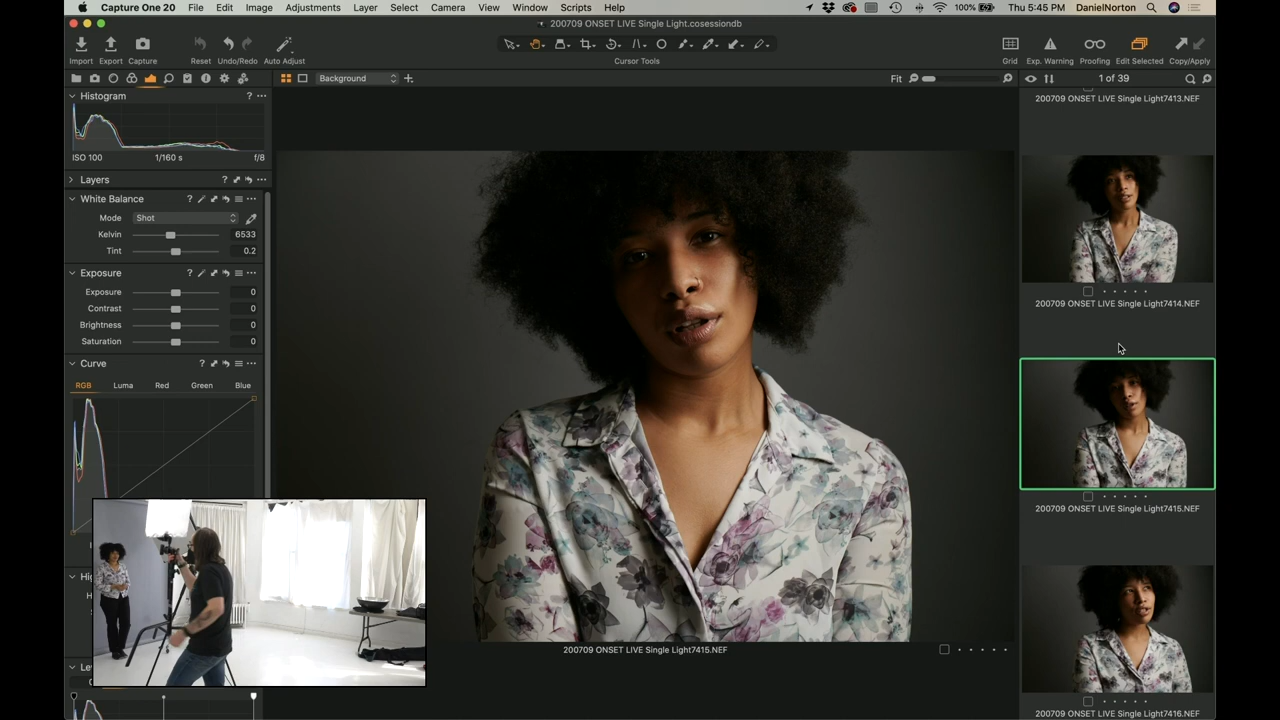 Capture One 20 File Edit Image Adjustments Layer Select Camera View Window Scripts Help 100% Thu 5:45 PM DanielNorton
200709 ONSET LIVE Single Light.cosessiondb
Import Export Capture Reset Undo/Redo Auto Adjust Cursor Tools Grid Exp. Warning Proofing Edit Selected Copy/Apply
Background Fit 1 of 39
Histogram ? ...
ISO 100 1/160 s f/8
Layers ? ...
White Balance ? ...
Mode Shot
Kelvin 6533
Tint 0.2
Exposure ? ...
Exposure 0
Contrast 0
Brightness 0
Saturation 0
Curve ? ...
RGB Luma Red Green Blue
200709 ONSET LIVE Single Light7415.NEF
200709 ONSET LIVE Single Light7413.NEF
200709 ONSET LIVE Single Light7414.NEF
200709 ONSET LIVE Single Light7415.NEF
200709 ONSET LIVE Single Light7416.NEF